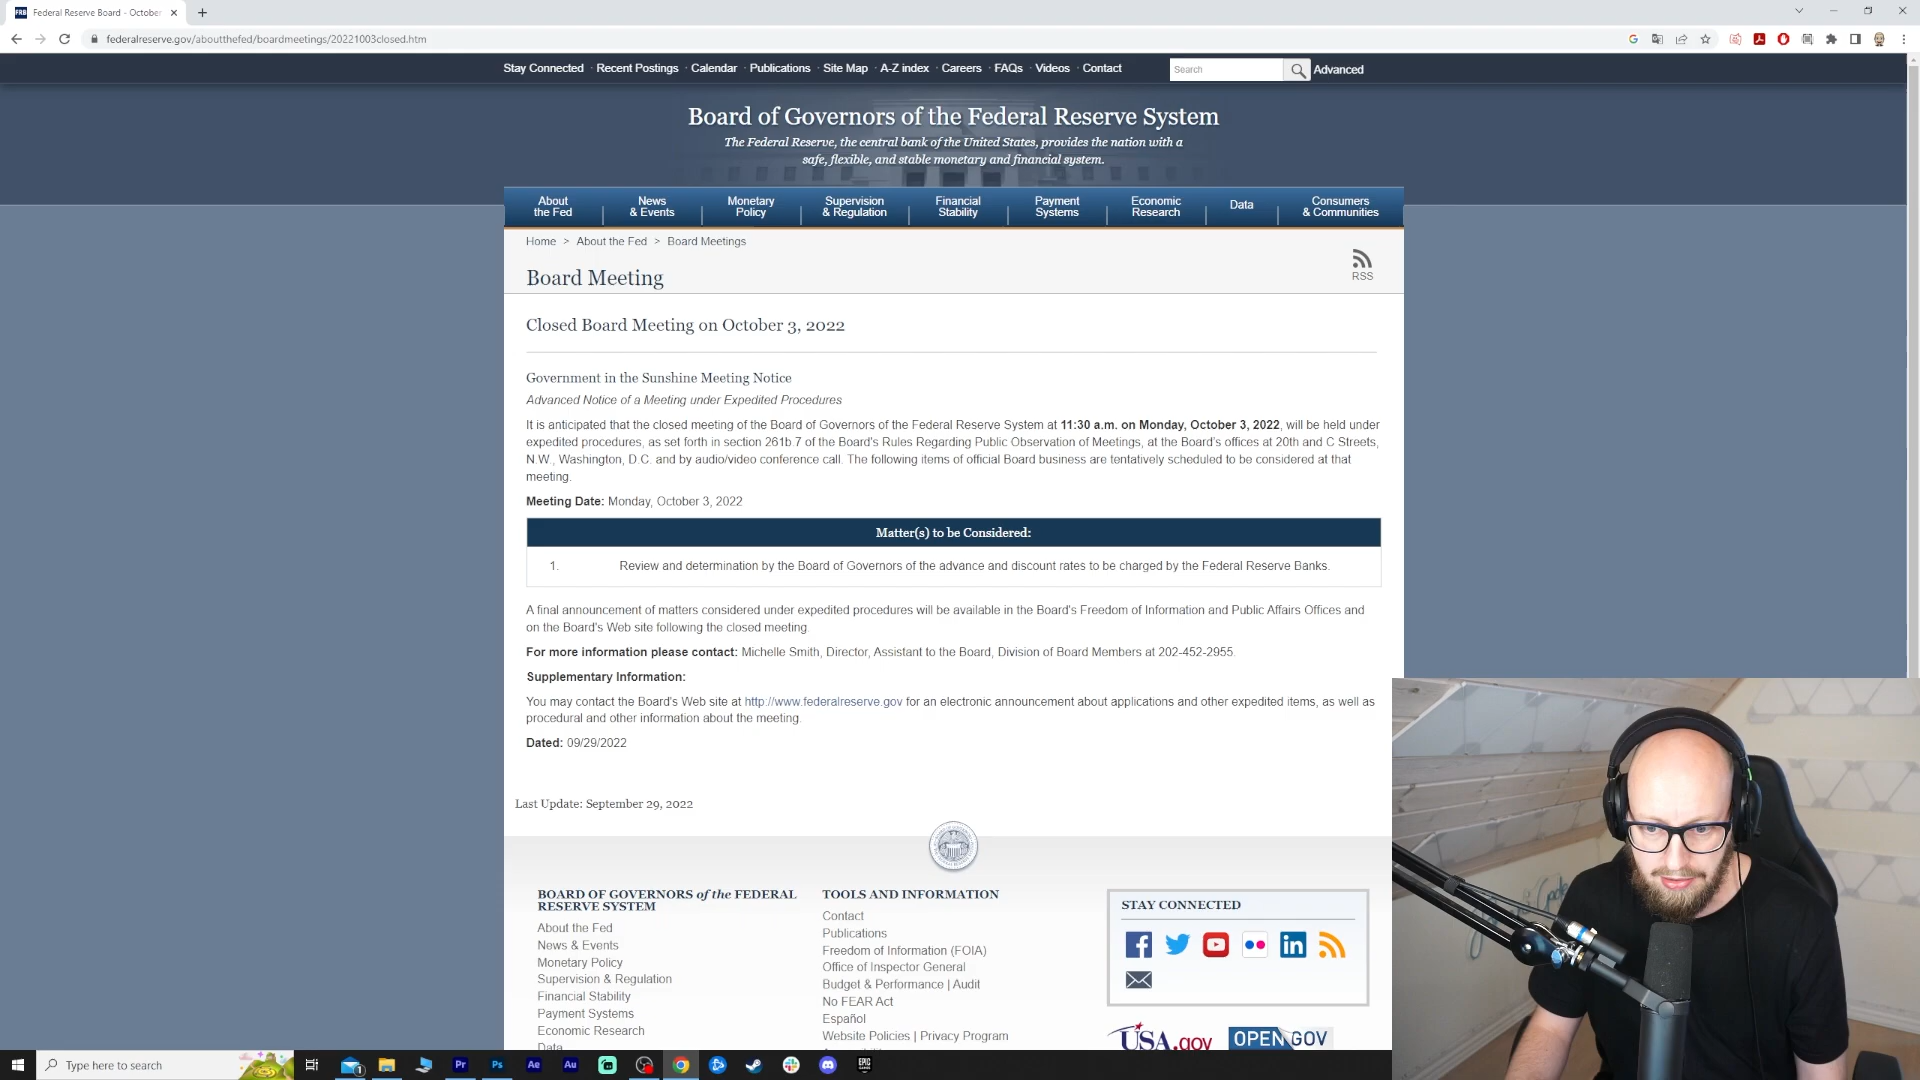 Federal Reserve Board - October
federalreserve.gov/aboutthefed/boardmeetings/20221003closed.htm
Stay Connected Recent Postings Calendar Publications Site Map A-Z index Careers FAQs Videos Contact Search Advanced
Board of Governors of the Federal Reserve System
The Federal Reserve, the central bank of the United States, provides the nation with a
safe, flexible, and stable monetary and financial system.
About the Fed
News & Events
Monetary Policy
Supervision & Regulation
Financial Stability
Payment Systems
Economic Research
Data
Consumers & Communities
Home > About the Fed > Board Meetings
RSS
Board Meeting
Closed Board Meeting on October 3, 2022
Government in the Sunshine Meeting Notice
Advanced Notice of a Meeting under Expedited Procedures
It is anticipated that the closed meeting of the Board of Governors of the Federal Reserve System at 11:30 a.m. on Monday, October 3, 2022, will be held under
expedited procedures, as set forth in section 261b.7 of the Board's Rules Regarding Public Observation of Meetings, at the Board's offices at 20th and C Streets,
N.W., Washington, D.C. and by audio/video conference call. The following items of official Board business are tentatively scheduled to be considered at that
meeting.
Meeting Date: Monday, October 3, 2022
Matter(s) to be Considered:
1. Review and determination by the Board of Governors of the advance and discount rates to be charged by the Federal Reserve Banks.
A final announcement of matters considered under expedited procedures will be available in the Board's Freedom of Information and Public Affairs Offices and
on the Board's Web site following the closed meeting.
For more information please contact: Michelle Smith, Director, Assistant to the Board, Division of Board Members at 202-452-2955.
Supplementary Information:
You may contact the Board's Web site at http://www.federalreserve.gov for an electronic announcement about applications and other expedited items, as well as
procedural and other information about the meeting.
Dated: 09/29/2022
Last Update: September 29, 2022
BOARD OF GOVERNORS of the FEDERAL
RESERVE SYSTEM
About the Fed
News & Events
Monetary Policy
Supervision & Regulation
Financial Stability
Payment Systems
Economic Research
Data
TOOLS AND INFORMATION
Contact
Publications
Freedom of Information (FOIA)
Office of Inspector General
Budget & Performance | Audit
No FEAR Act
Español
Website Policies | Privacy Program
STAY CONNECTED
USA.gov
OPEN GOV
Type here to search
1
Pr
Ps
Ae
Au
EPIC